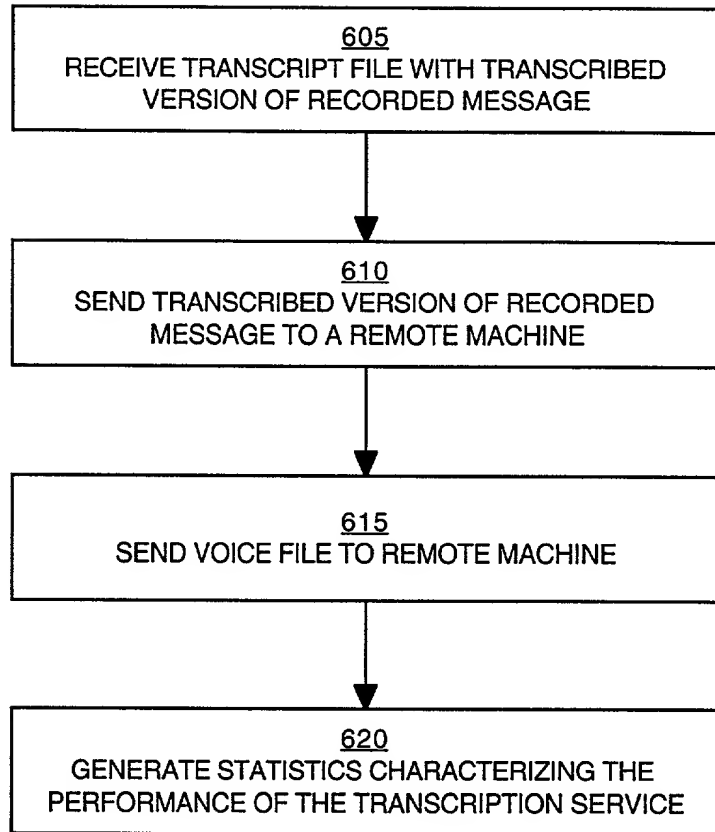 605
RECEIVE TRANSCRIPT FILE WITH TRANSCRIBED
VERSION OF RECORDED MESSAGE
610
SEND TRANSCRIBED VERSION OF RECORDED
MESSAGE TO A REMOTE MACHINE
615
SEND VOICE FILE TO REMOTE MACHINE
620
GENERATE STATISTICS CHARACTERIZING THE
PERFORMANCE OF THE TRANSCRIPTION SERVICE